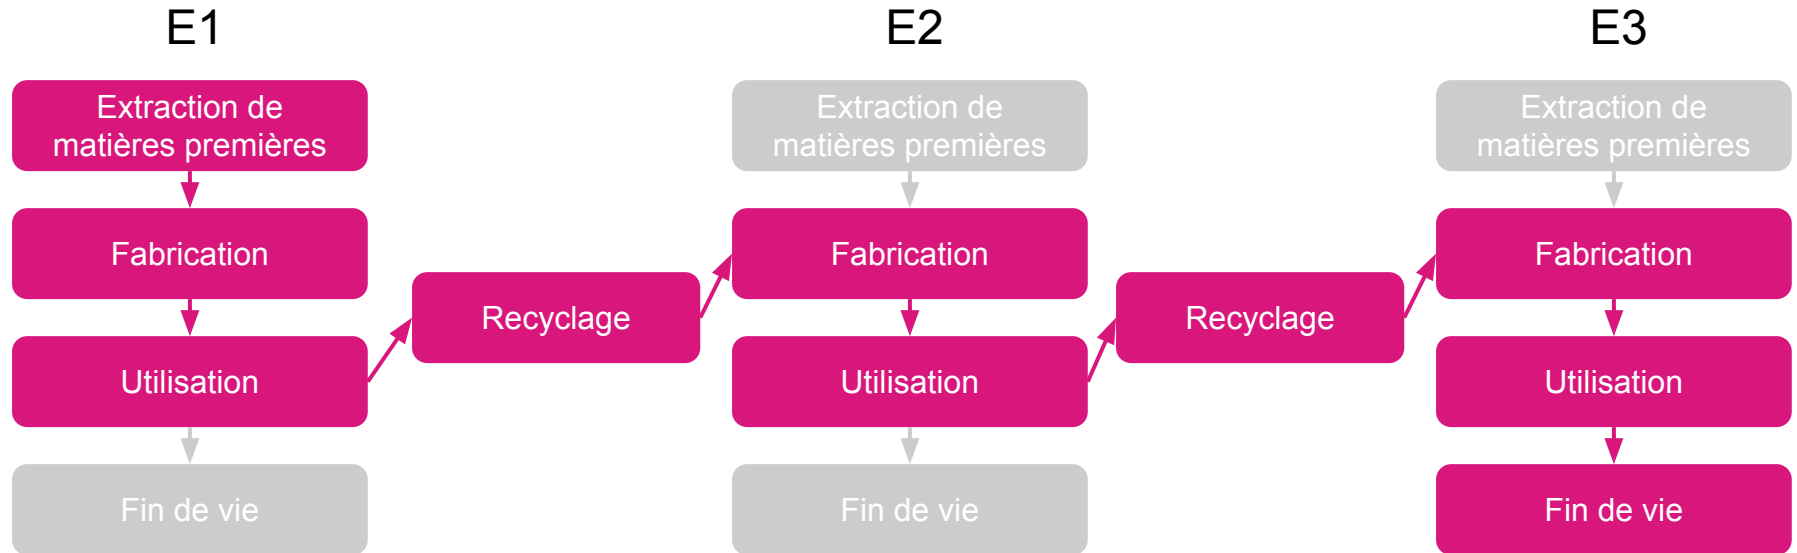 E1
E2
E3
Extraction de
matières premières
Extraction de
matières premières
Extraction de
matières premières
Fabrication
Fabrication
Fabrication
Recyclage
Recyclage
Utilisation
Utilisation
Utilisation
Fin de vie
Fin de vie
Fin de vie